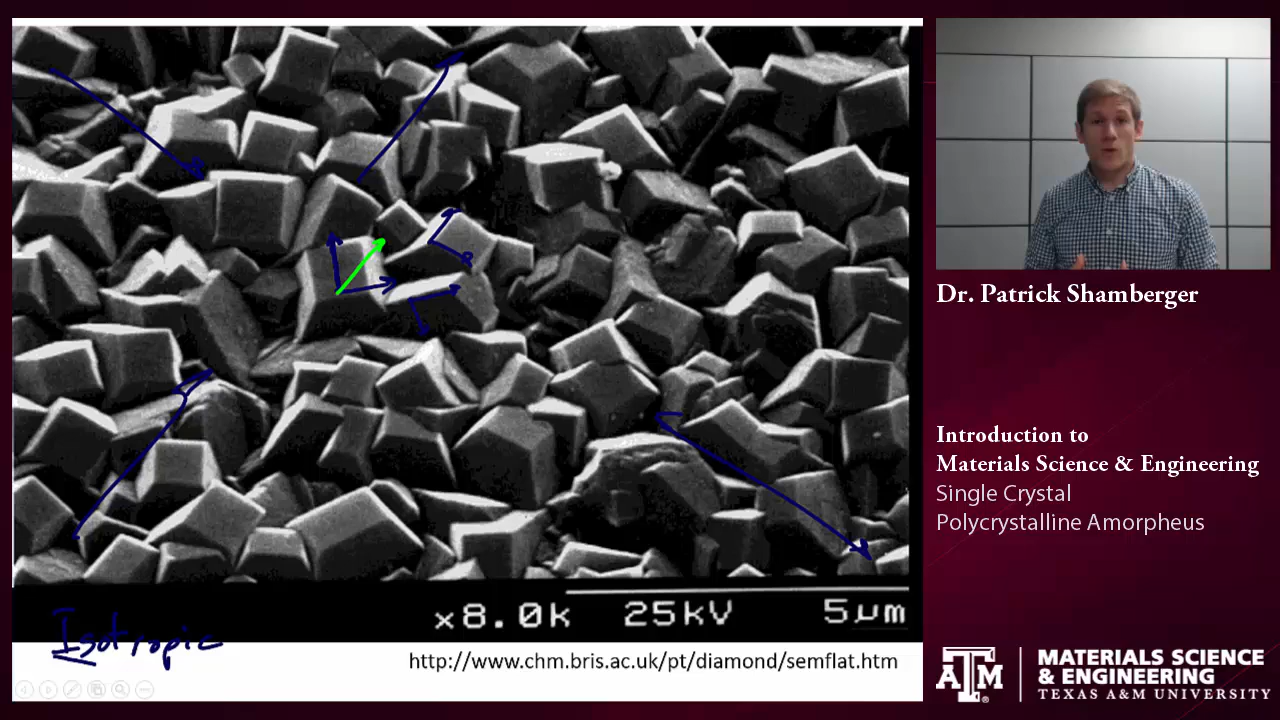 x8.0k 25kV 5µm
Isotropic
http://www.chm.bris.ac.uk/pt/diamond/semflat.htm
Dr. Patrick Shamberger
Introduction to
Materials Science & Engineering
Single Crystal
Polycrystalline Amorpheus
ATM
MATERIALS SCIENCE
& ENGINEERING
TEXAS A&M UNIVERSITY